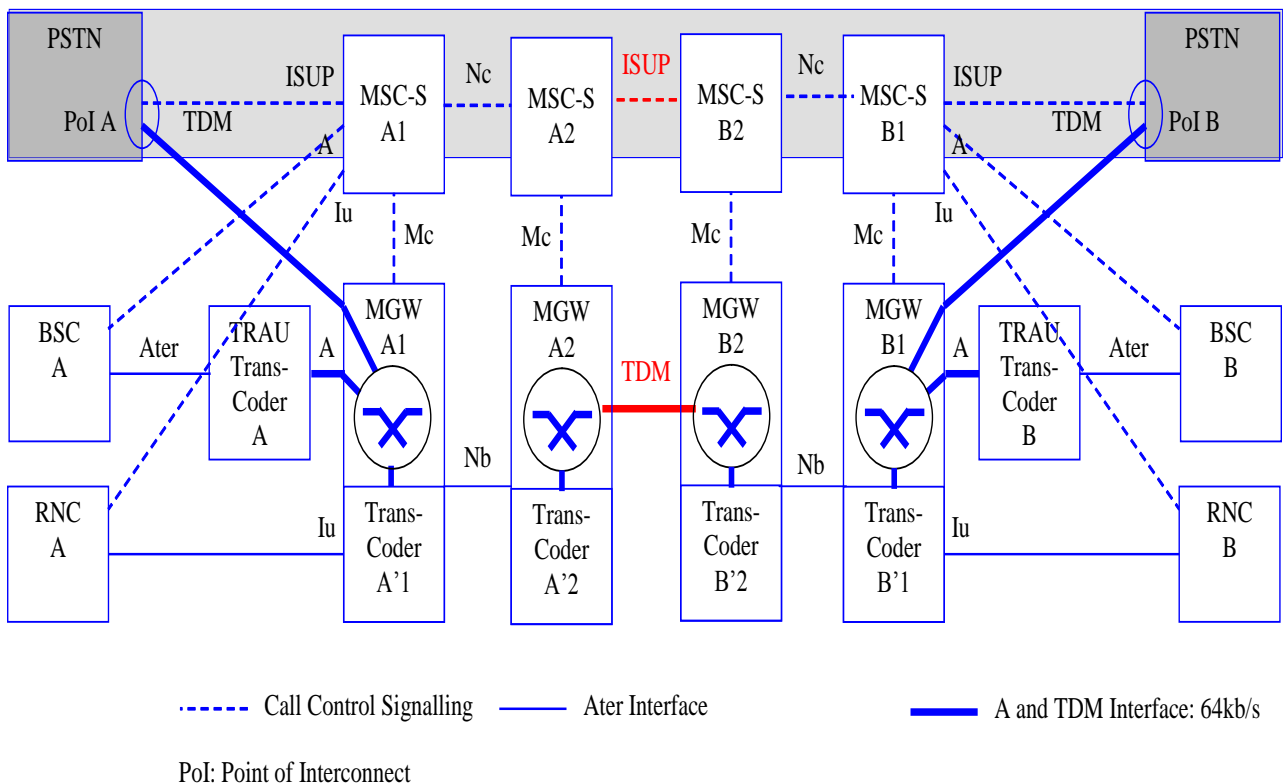 PSTN
PSTN
ISUP
Nc
ISUP
Nc
ISUP
MSC-S
A1
MSC-S
A2
MSC-S
B2
MSC-S
B1
PoI A
TDM
TDM
PoI B
A
A
Iu
Iu
Mc
Mc
Mc
Mc
BSC
A
Ater
TRAU
Trans-
Coder
A
A
MGW
A1
MGW
A2
TDM
MGW
B2
MGW
B1
A
TRAU
Trans-
Coder
B
Ater
BSC
B
Nb
Nb
RNC
A
Iu
Trans-
Coder
A'1
Trans-
Coder
A'2
Trans-
Coder
B'2
Trans-
Coder
B'1
Iu
RNC
B
Call Control Signalling
Ater Interface
A and TDM Interface: 64kb/s
PoI: Point of Interconnect